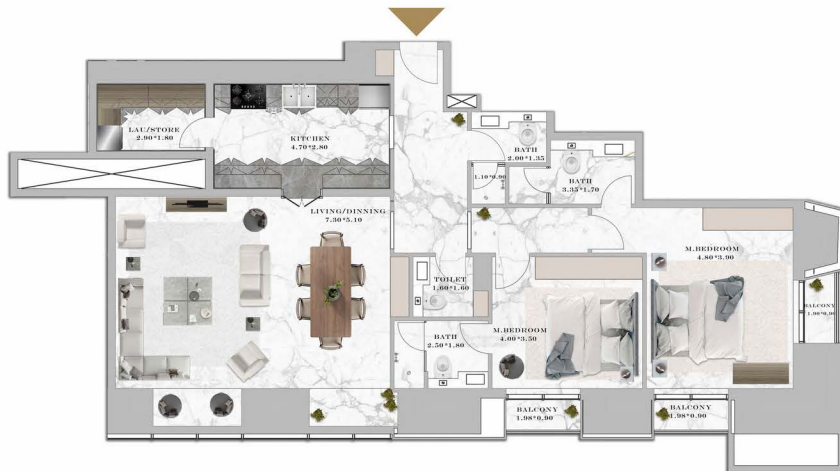 LAU/STORE
2.90*1.80
KITCHEN
4.70*2.80
BATH
2.00*1.35
1.10*0.90
BATH
3.35*1.70
LIVING/DINNING
7.30*5.10
M.BEDROOM
4.80*3.90
TOILET
1.60*1.60
BALCONY
1.90*0.90
M.BEDROOM
4.00*3.50
BATH
2.50*1.80
BALCONY
1.98*0.90
BALCONY
1.98*0.90